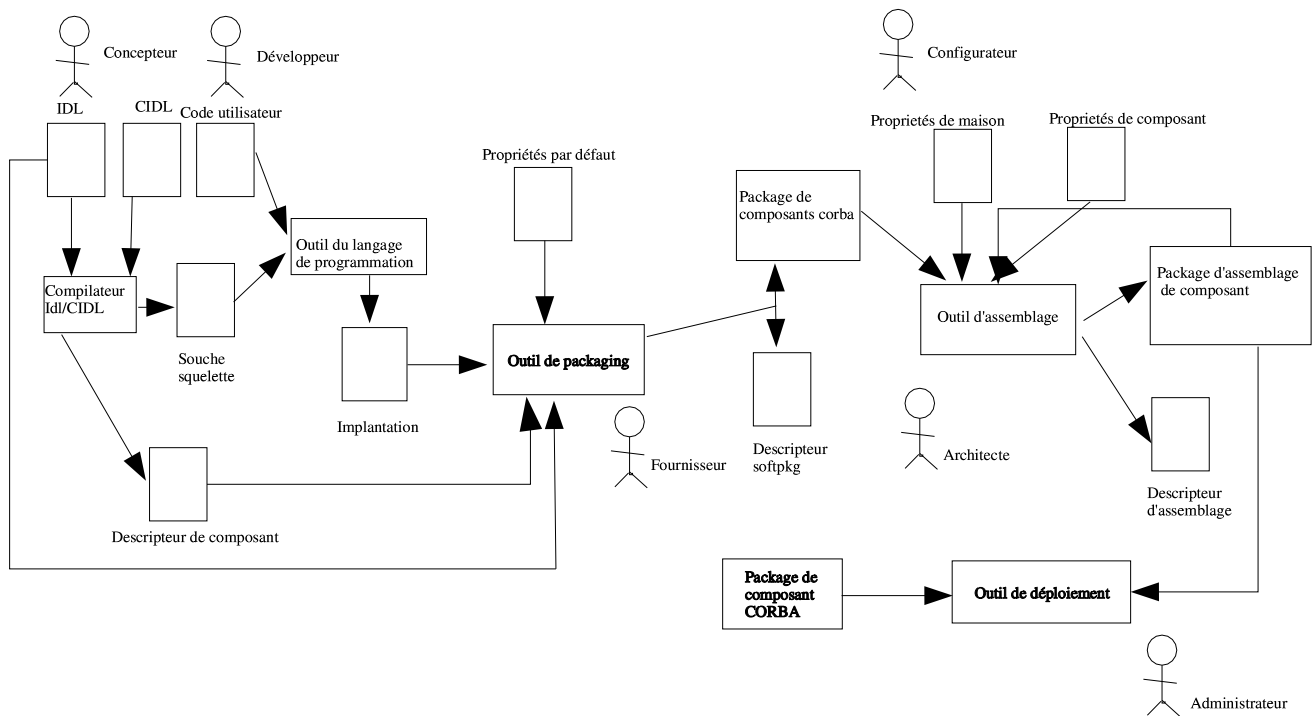 Concepteur
Développeur
Configurateur
IDL
CIDL
Code utilisateur
Propriétés de maison
Propretés de composant
Propriétés par défaut
Package de
composants corba
Outil du langage
de programmation
Compilateur
Idl/CIDL
Package d'assemblage
de composant
Outil d'assemblage
Souche
squelette
Outil de packaging
Implantation
Fournisseur
Descripteur
softpkg
Architecte
Descripteur
d'assemblage
Descripteur de composant
Package de
composant
CORBA
Outil de déploiement
Administrateur